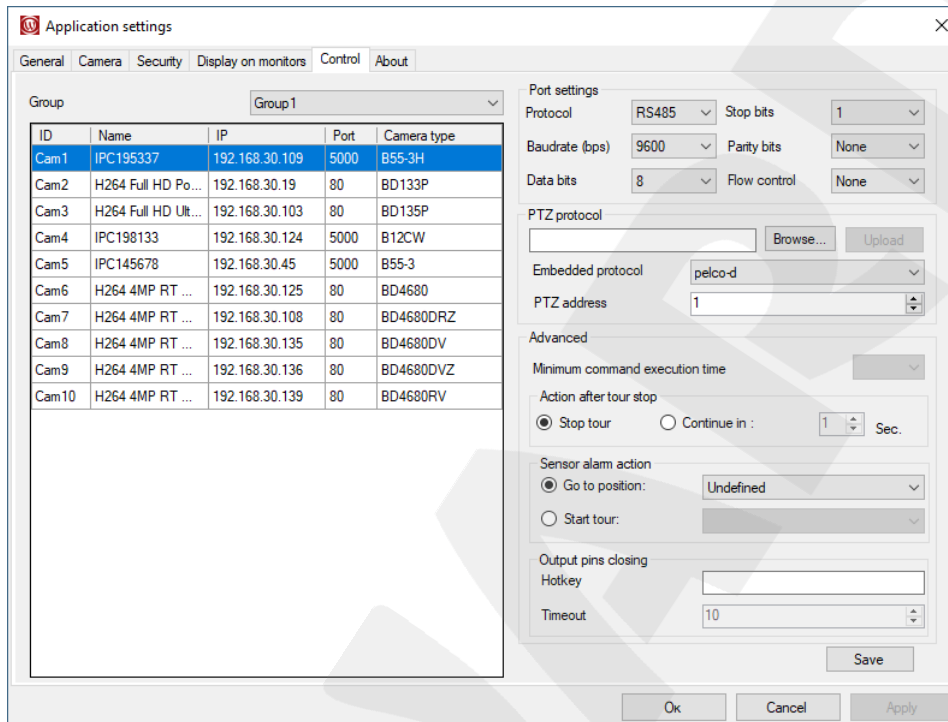 Application settings
General Camera Security Display on monitors Control About
Group Group1
ID Name IP Port Camera type
Cam1 IPC195337 192.168.30.109 5000 B55-3H
Cam2 H264 Full HD Po... 192.168.30.19 80 BD133P
Cam3 H264 Full HD Ult... 192.168.30.103 80 BD135P
Cam4 IPC198133 192.168.30.124 5000 B12CW
Cam5 IPC145678 192.168.30.45 5000 B55-3
Cam6 H264 4MP RT ... 192.168.30.125 80 BD4680
Cam7 H264 4MP RT ... 192.168.30.108 80 BD4680DRZ
Cam8 H264 4MP RT ... 192.168.30.135 80 BD4680DV
Cam9 H264 4MP RT ... 192.168.30.136 80 BD4680DVZ
Cam10 H264 4MP RT ... 192.168.30.139 80 BD4680RV
Port settings
Protocol RS485 Stop bits 1
Baudrate (bps) 9600 Parity bits None
Data bits 8 Flow control None
PTZ protocol
Browse... Upload
Embedded protocol pelco-d
PTZ address 1
Advanced
Minimum command execution time
Action after tour stop
Stop tour Continue in : 1 Sec.
Sensor alarm action
Go to position: Undefined
Start tour:
Output pins closing
Hotkey
Timeout 10
Save
Ок Cancel Apply